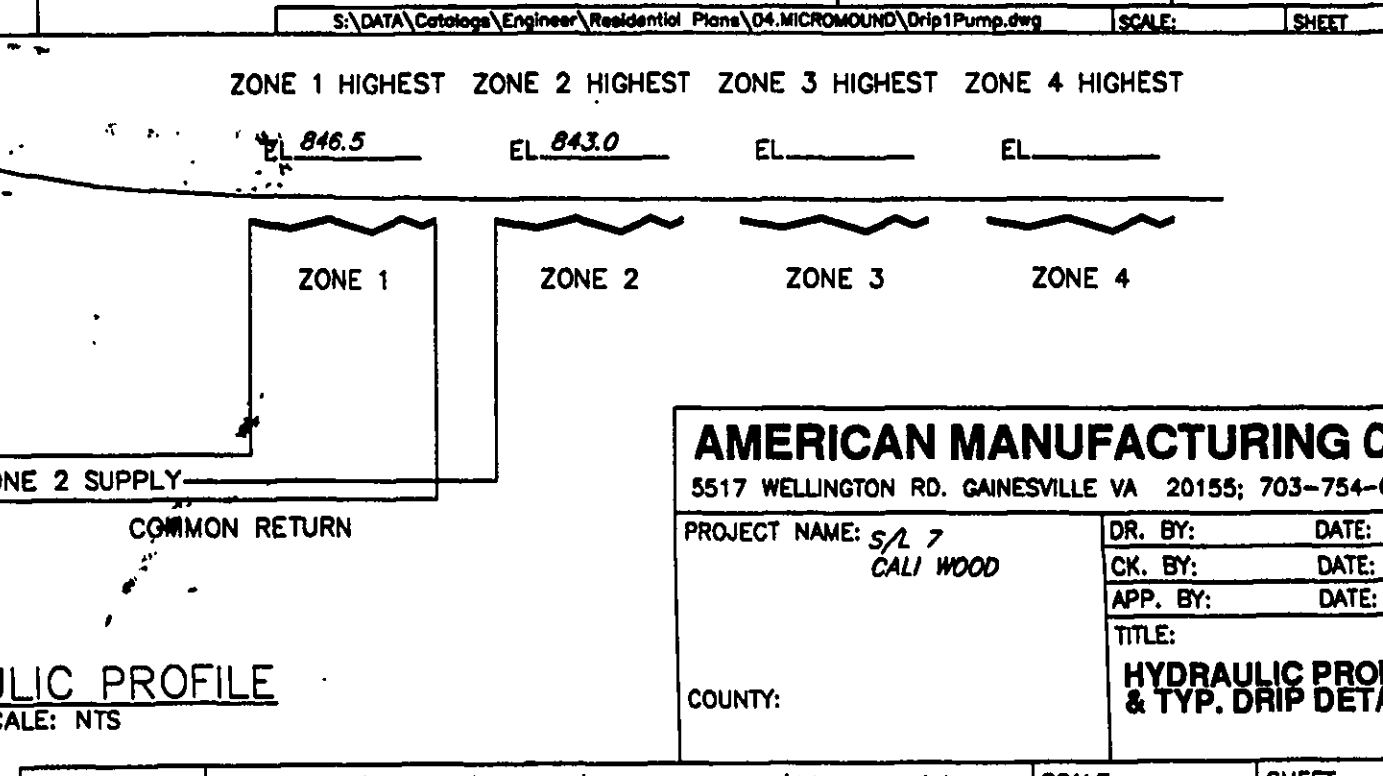 S:\DATA\Catalogs\Engineer\Residential Plans\04.MICROMOUND\Drip1Pump.dwg SCALE: SHEET
ZONE 1 HIGHEST ZONE 2 HIGHEST ZONE 3 HIGHEST ZONE 4 HIGHEST
EL 846.5 EL 843.0 EL EL
ZONE 1 ZONE 2 ZONE 3 ZONE 4
ZONE 2 SUPPLY
COMMON RETURN
AMERICAN MANUFACTURING C
5517 WELLINGTON RD. GAINESVILLE VA 20155; 703-754-
PROJECT NAME: S/L 7
CALI WOOD
DR. BY: DATE:
CK. BY: DATE:
APP. BY: DATE:
TITLE:
HYDRAULIC PROF
& TYP. DRIP DETA
COUNTY:
ULIC PROFILE
CALE: NTS